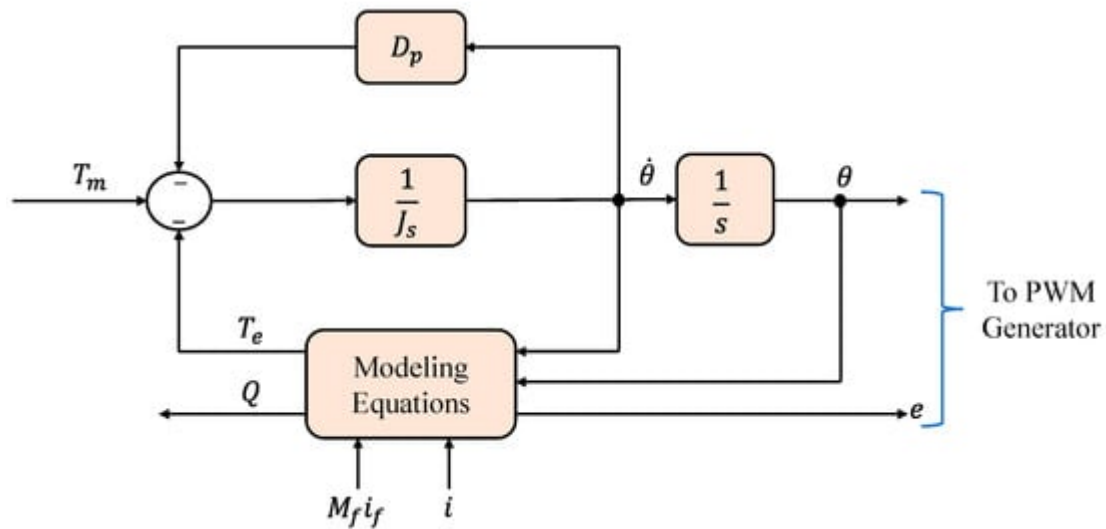 D_p
T_m
−
−
1
J_s
θ̇
1
s
θ
To PWM
Generator
T_e
Modeling
Equations
Q
e
M_f i_f
i